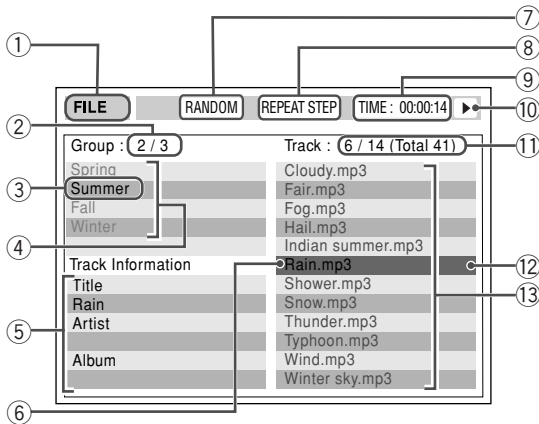 ⑦
① ⑧
⑨
FILE RANDOM REPEAT STEP TIME : 00:00:14 ⑩
②
Group : 2 / 3 Track : 6 / 14 (Total 41) ⑪
Spring Cloudy.mp3
③ Summer Fair.mp3
Fall Fog.mp3
Winter Hail.mp3
④ Indian summer.mp3
Track Information Rain.mp3 ⑫
Title Shower.mp3 ⑬
⑤ Rain Snow.mp3
Artist Thunder.mp3
Typhoon.mp3
Album Wind.mp3
Winter sky.mp3
⑥